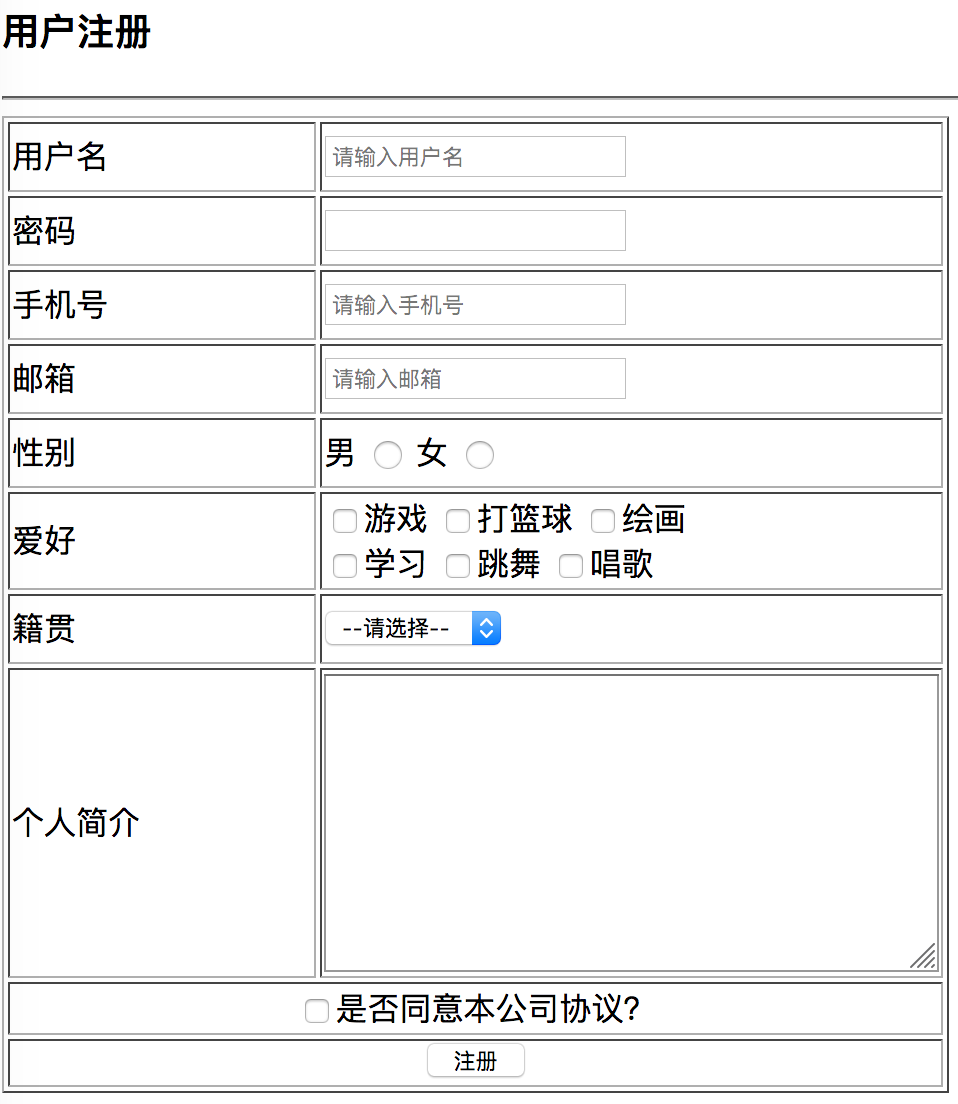 用户注册
用户名 请输入用户名
密码
手机号 请输入手机号
邮箱 请输入邮箱
性别 男 女
爱好 游戏 打篮球 绘画
学习 跳舞 唱歌
籍贯 --请选择--
个人简介
是否同意本公司协议?
注册